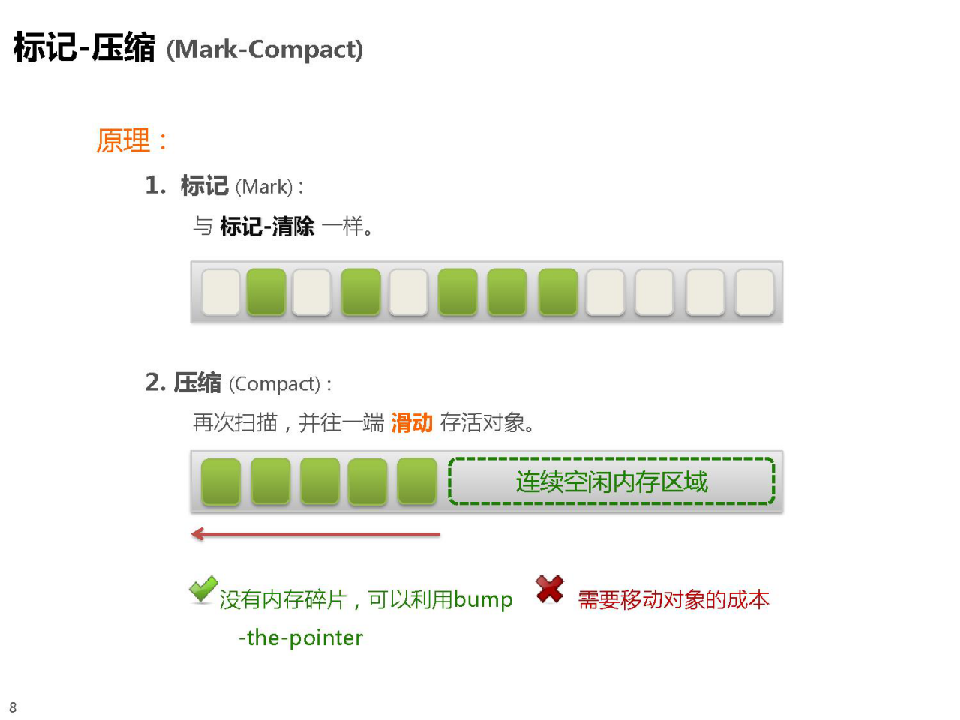 标记-压缩 (Mark-Compact)
原理：
1. 标记 (Mark) :
与 标记-清除 一样。
2. 压缩 (Compact) :
再次扫描，并往一端 滑动 存活对象。
连续空闲内存区域
没有内存碎片，可以利用bump
-the-pointer
需要移动对象的成本
8